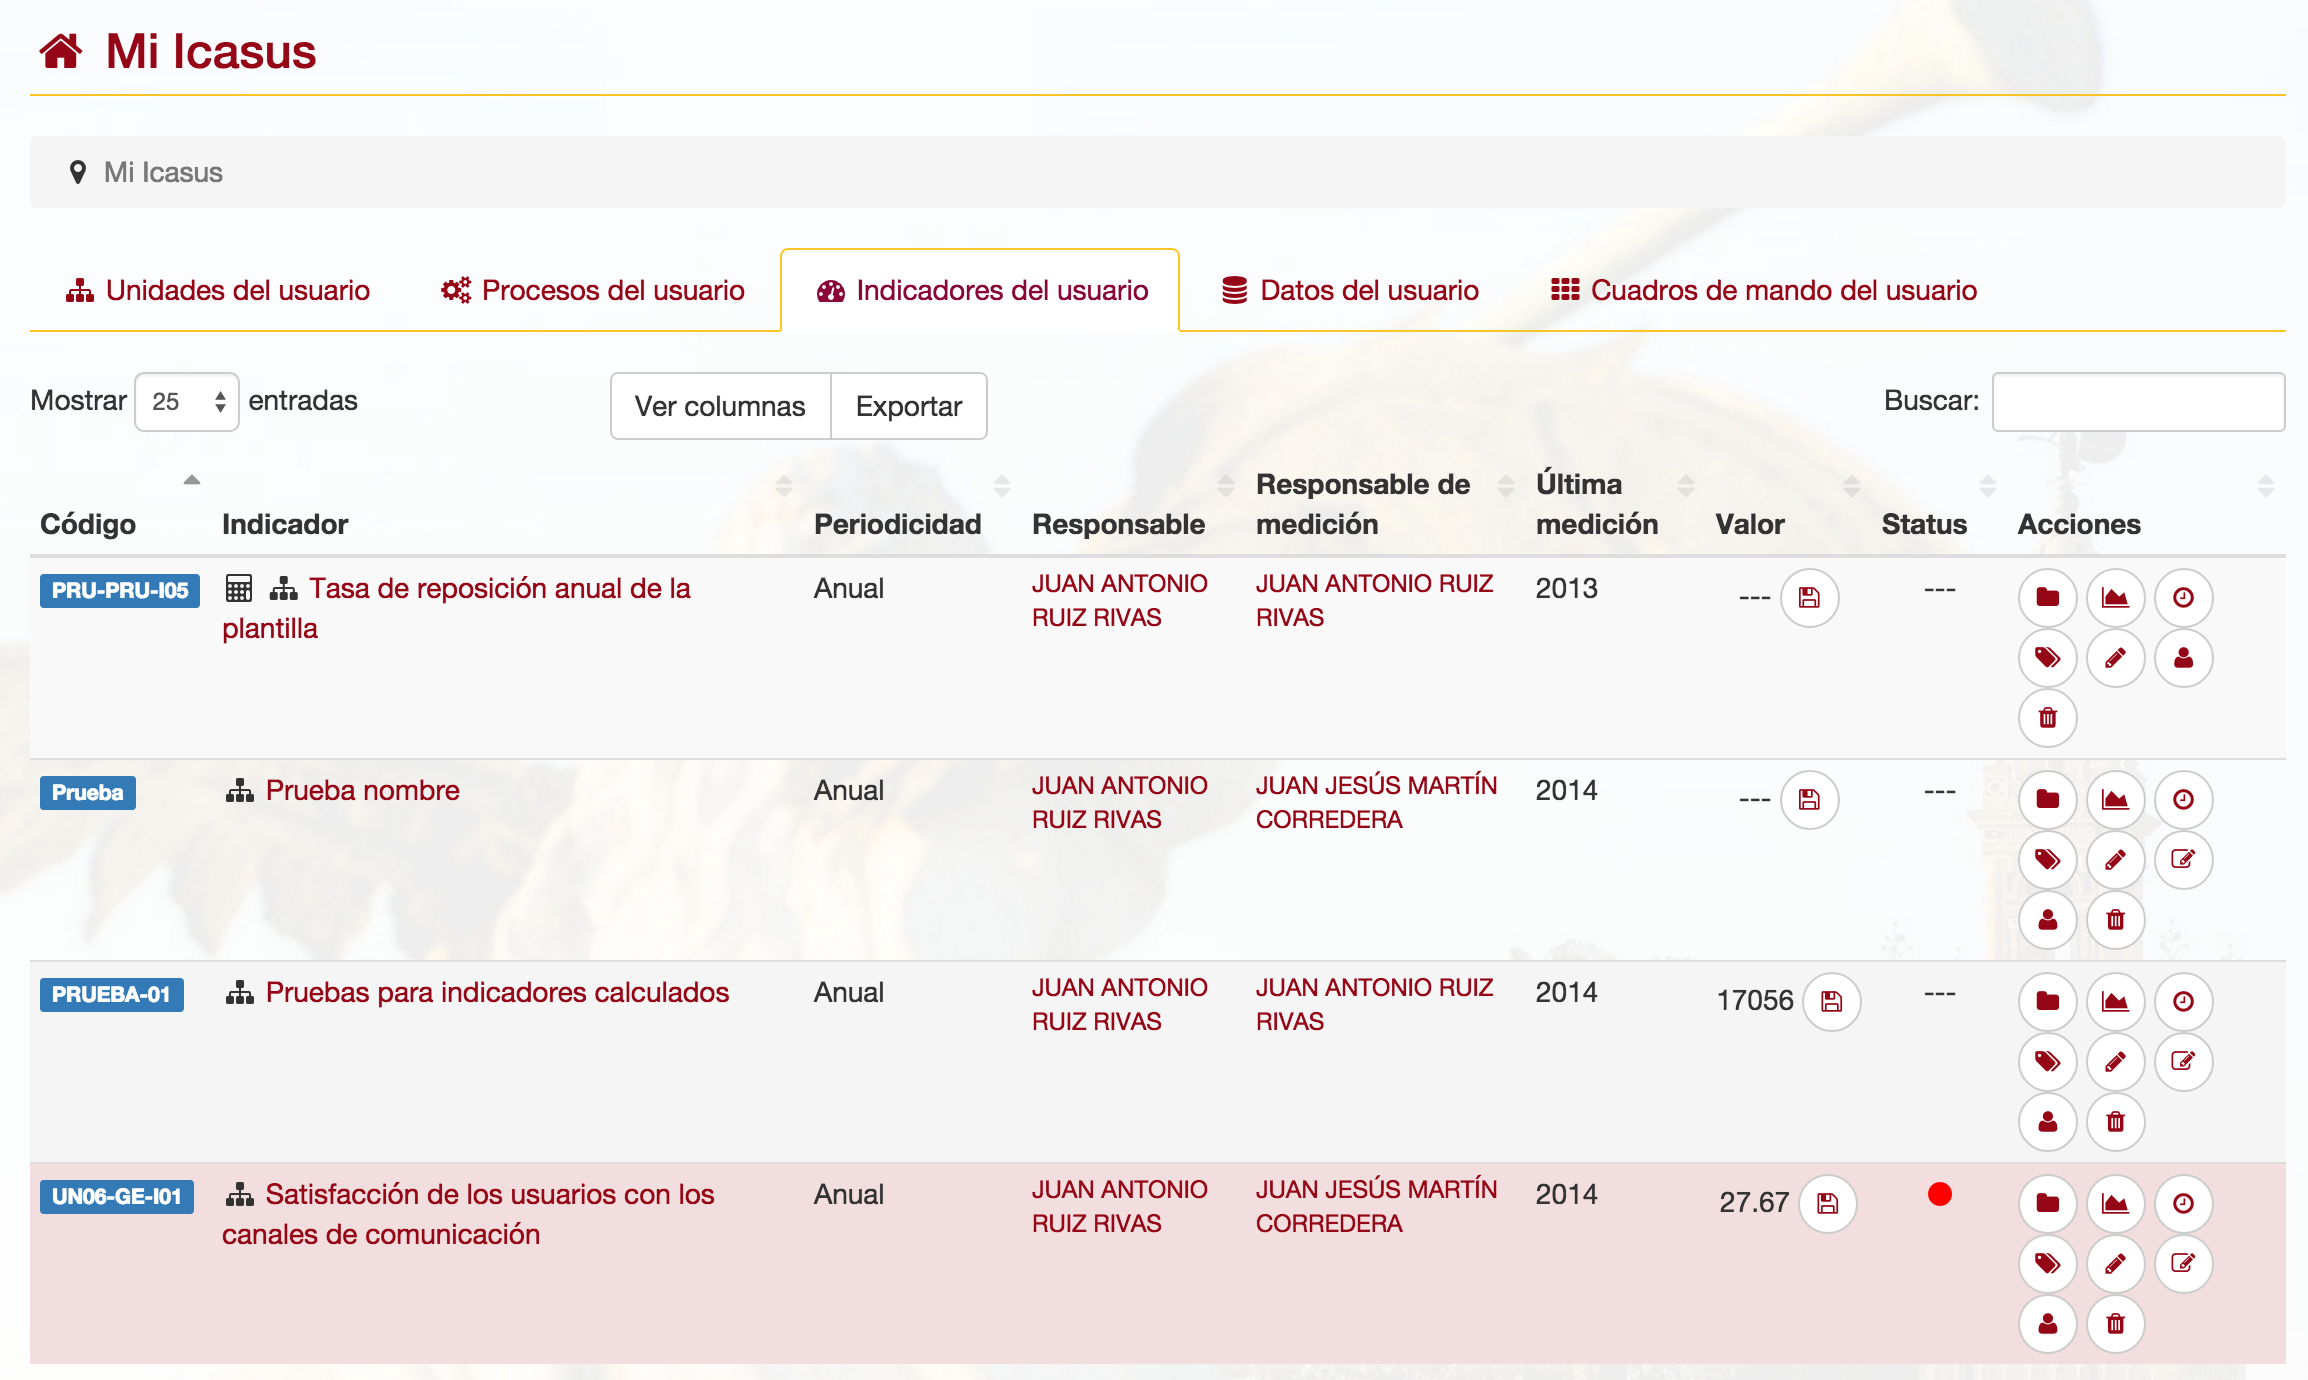 Mi Icasus
Mi Icasus
Unidades del usuario Procesos del usuario Indicadores del usuario Datos del usuario Cuadros de mando del usuario
Mostrar 25 entradas Ver columnas Exportar Buscar:
Código Indicador Periodicidad Responsable Responsable de medición Última medición Valor Status Acciones
PRU-PRU-I05 Tasa de reposición anual de la Anual JUAN ANTONIO JUAN ANTONIO RUIZ 2013 --- ---
plantilla RUIZ RIVAS RIVAS
Prueba Prueba nombre Anual JUAN ANTONIO JUAN JESÚS MARTÍN 2014 --- ---
RUIZ RIVAS CORREDERA
PRUEBA-01 Pruebas para indicadores calculados Anual JUAN ANTONIO JUAN ANTONIO RUIZ 2014 17056 ---
RUIZ RIVAS RIVAS
UN06-GE-I01 Satisfacción de los usuarios con los Anual JUAN ANTONIO JUAN JESÚS MARTÍN 2014 27.67
canales de comunicación RUIZ RIVAS CORREDERA